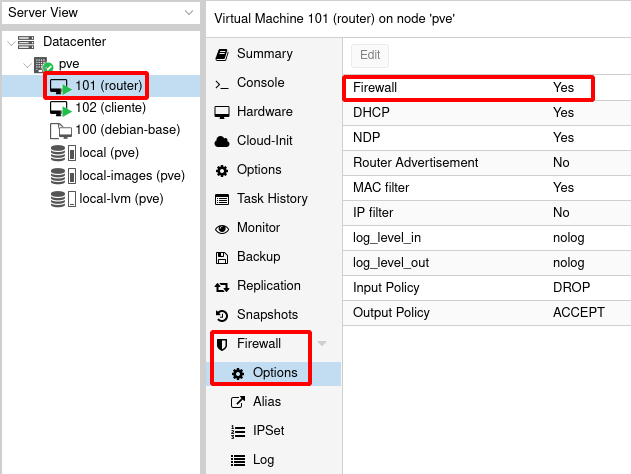 Server View
Virtual Machine 101 (router) on node 'pve'
Datacenter
pve
101 (router)
102 (cliente)
100 (debian-base)
local (pve)
local-images (pve)
local-lvm (pve)
Summary
Console
Hardware
Cloud-Init
Options
Task History
Monitor
Backup
Replication
Snapshots
Firewall
Options
Alias
IPSet
Log
Edit
Firewall Yes
DHCP Yes
NDP Yes
Router Advertisement No
MAC filter Yes
IP filter No
log_level_in nolog
log_level_out nolog
Input Policy DROP
Output Policy ACCEPT